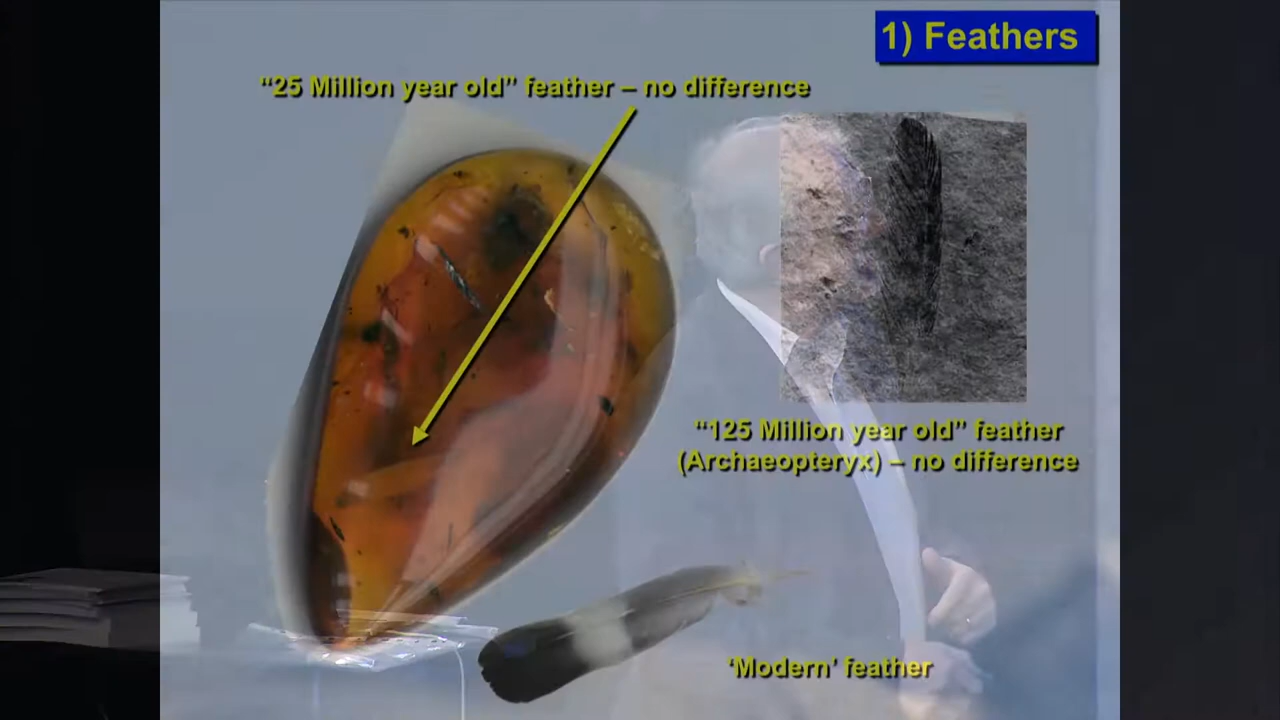 1) Feathers
“25 Million year old” feather – no difference
“125 Million year old” feather
(Archaeopteryx) – no difference
‘Modern’ feather